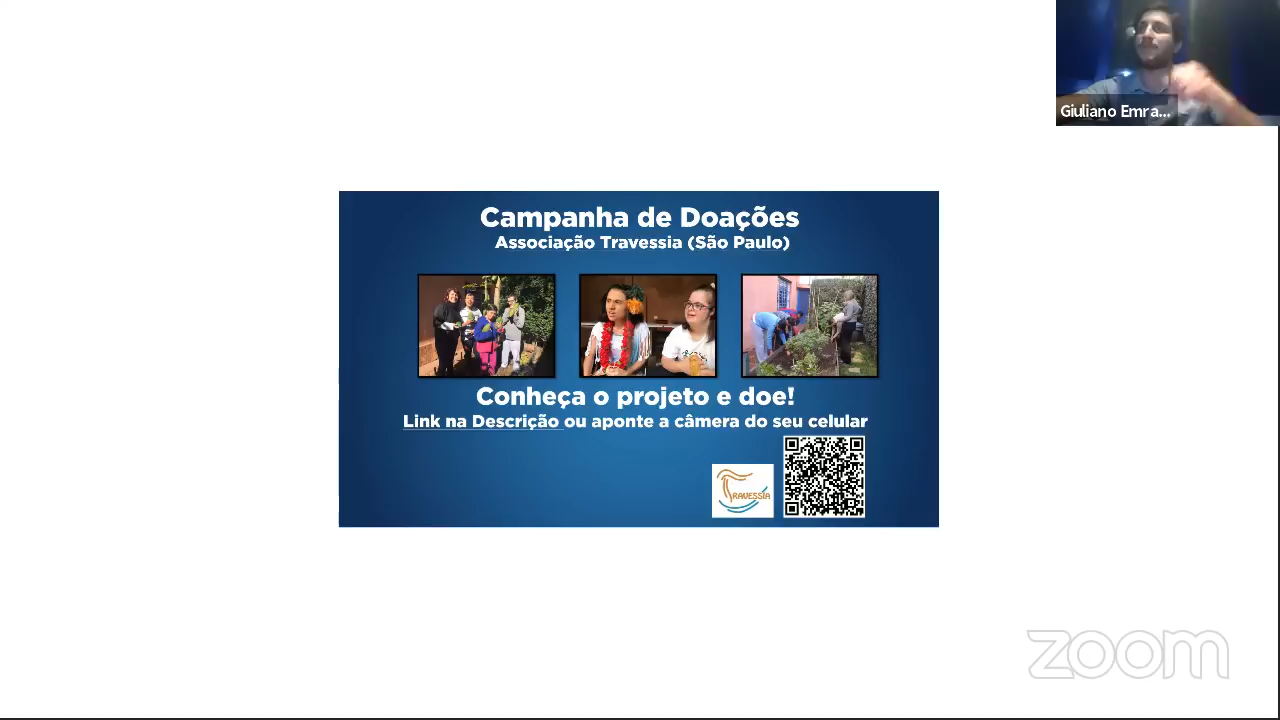 Giuliano Emra...
Campanha de Doações
Associação Travessia (São Paulo)
Conheça o projeto e doe!
Link na Descrição ou aponte a câmera do seu celular
TRAVESSIA
zoom